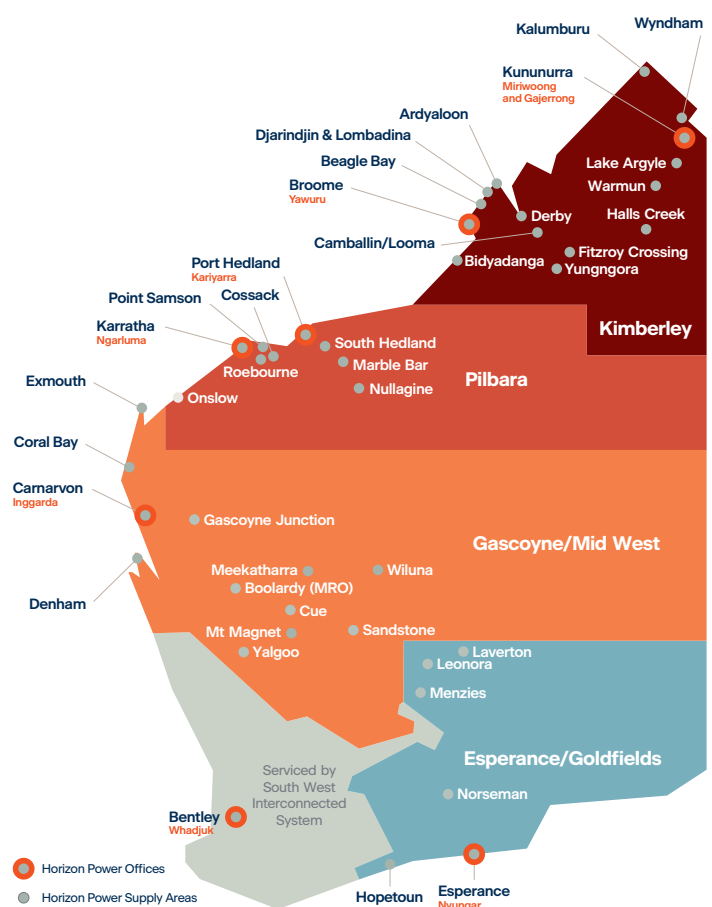 Wyndham
Kalumburu
Kununurra
Miriwoong
and Gajerrong
Ardyaloon
Djarindjin & Lombadina
Beagle Bay
Broome
Yawuru
Lake Argyle
Warmun
Derby
Halls Creek
Camballin/Looma
Fitzroy Crossing
Bidyadanga
Yungngora
Port Hedland
Kariyarra
Point Samson
Cossack
Karratha
Ngarluma
Kimberley
South Hedland
Marble Bar
Roebourne
Pilbara
Nullagine
Exmouth
Onslow
Coral Bay
Carnarvon
Inggarda
Gascoyne Junction
Gascoyne/Mid West
Meekatharra
Wiluna
Boolardy (MRO)
Denham
Cue
Mt Magnet
Sandstone
Yalgoo
Laverton
Leonora
Menzies
Esperance/Goldfields
Serviced by
South West
Interconnected
System
Norseman
Bentley
Whadjuk
Horizon Power Offices
Horizon Power Supply Areas
Hopetoun
Esperance
Nyungar